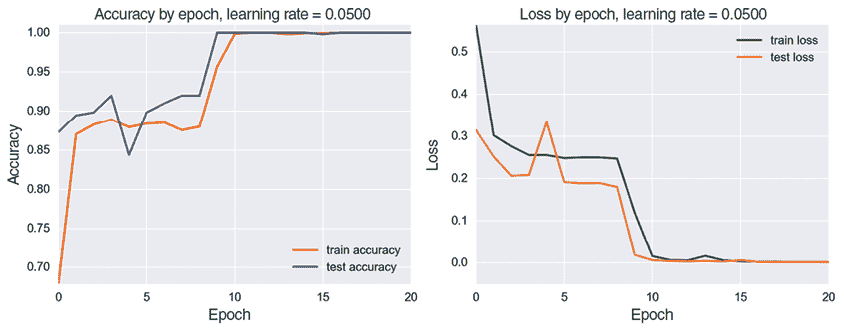 Accuracy by epoch, learning rate = 0.0500
1.00
0.95
0.90
0.85
0.80
0.75
0.70
Accuracy
train accuracy
test accuracy
0 5 10 15 20
Epoch
Loss by epoch, learning rate = 0.0500
0.5
0.4
0.3
0.2
0.1
0.0
Loss
train loss
test loss
0 5 10 15 20
Epoch